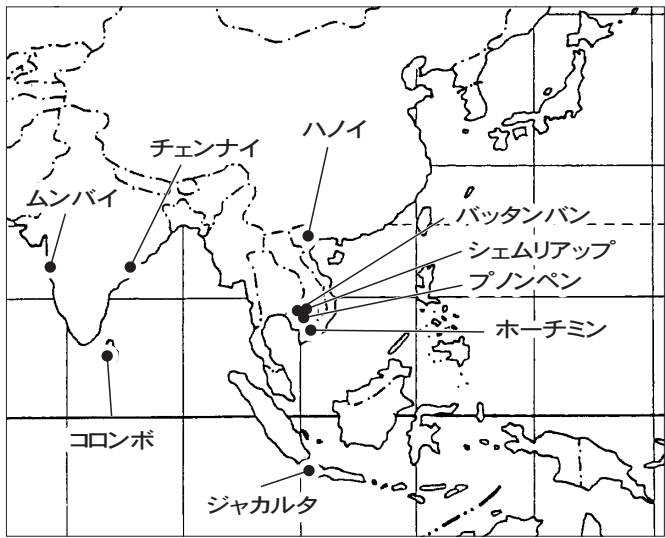 ハノイ
チェンナイ
ムンバイ
バッタンバン
シェムリアップ
プノンペン
ホーチミン
コロンボ
ジャカルタ